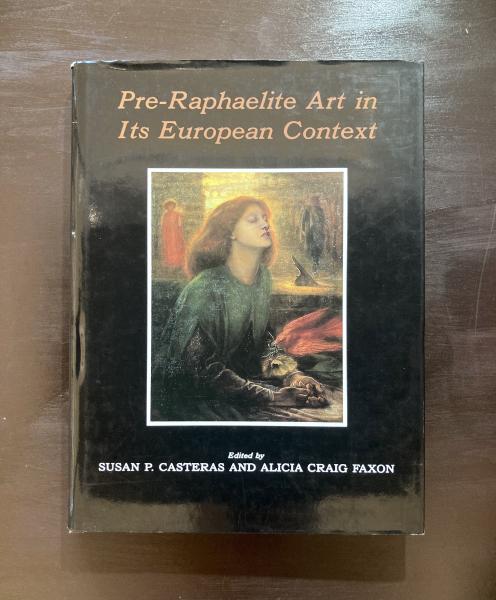 Pre-Raphaelite Art in
Its European Context
Edited by
SUSAN P. CASTERAS AND ALICIA CRAIG FAXON